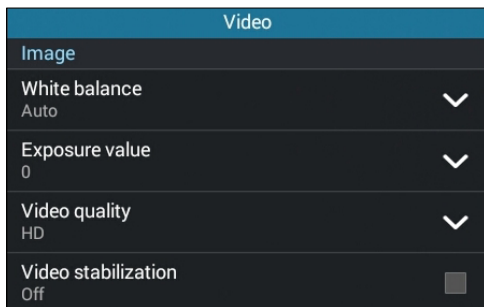 Video
Image
White balance
Auto
Exposure value
0
Video quality
HD
Video stabilization
Off